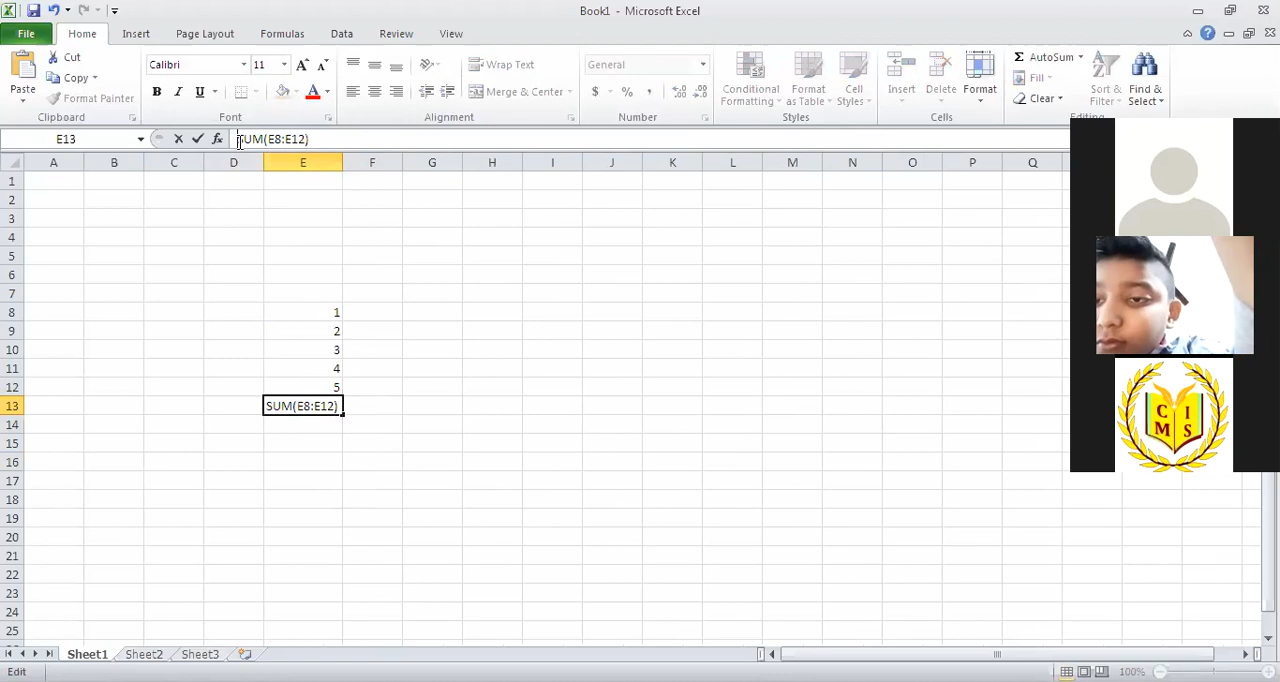 Book1 - Microsoft Excel
File Home Insert Page Layout Formulas Data Review View
Paste
Cut
Copy
Format Painter
Clipboard
Calibri 11
B I U
Font
Wrap Text
Merge & Center
Alignment
General
$ % ,
Number
Conditional Formatting
Format as Table
Cell Styles
Styles
Insert Delete Format
Cells
Σ AutoSum
Fill
Clear
Sort & Filter
Find & Select
Editing
E13 fx SUM(E8:E12)
A B C D E F G H I J K L M N O P Q
1
2
3
4
5
6
7
8 1
9 2
10 3
11 4
12 5
13 SUM(E8:E12)
14
15
16
17
18
19
20
21
22
23
24
25
C I
M S
Sheet1 Sheet2 Sheet3
Edit 100%